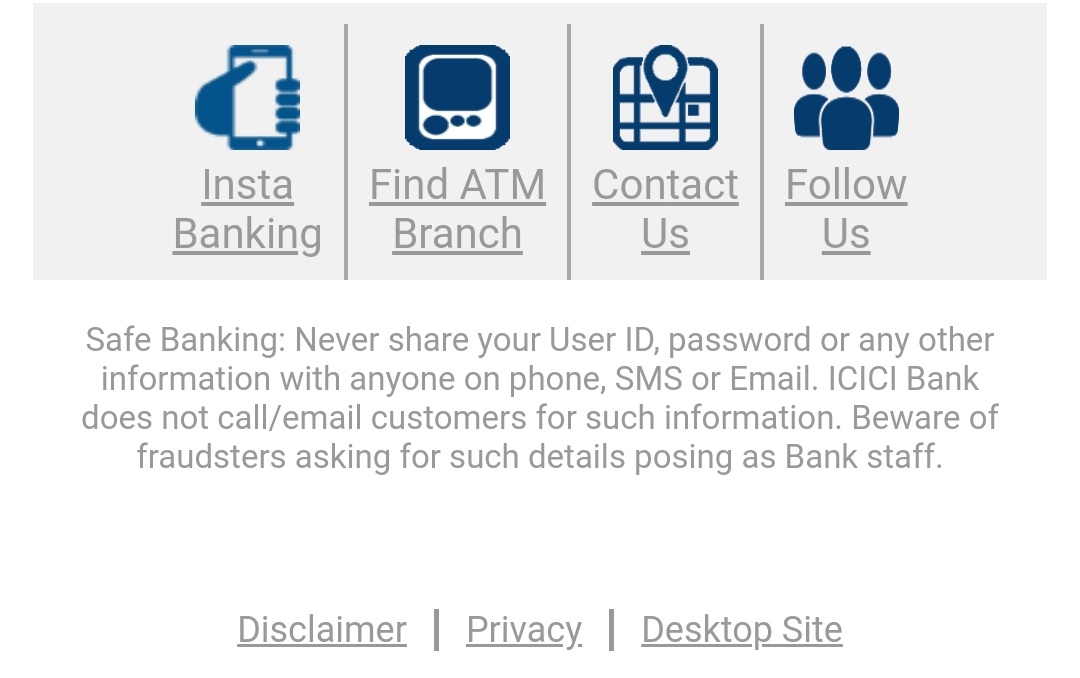 Insta
Banking
Find ATM
Branch
Contact
Us
Follow
Us
Safe Banking: Never share your User ID, password or any other
information with anyone on phone, SMS or Email. ICICI Bank
does not call/email customers for such information. Beware of
fraudsters asking for such details posing as Bank staff.
Disclaimer | Privacy | Desktop Site